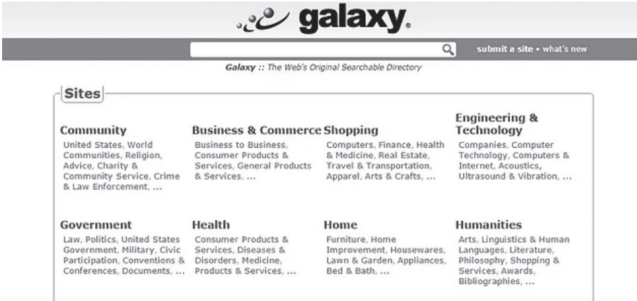 galaxy.
submit a site • what's new
Galaxy :: The Web's Original Searchable Directory
Sites
Community
United States, World
Communities, Religion,
Advice, Charity &
Community Service, Crime
& Law Enforcement, ...
Business & Commerce
Business to Business,
Consumer Products &
Services, General Products
& Services, ...
Shopping
Computers, Finance, Health
& Medicine, Real Estate,
Travel & Transportation,
Apparel, Arts & Crafts, ...
Engineering &
Technology
Companies, Computer
Technology, Computers &
Internet, Acoustics,
Ultrasound & Vibration, ...
Government
Law, Politics, United States
Government, Military, Civic
Participation, Conventions &
Conferences, Documents, ...
Health
Consumer Products &
Services, Diseases &
Disorders, Medicine,
Products & Services, ...
Home
Furniture, Home
Improvement, Housewares,
Lawn & Garden, Appliances,
Bed & Bath, ...
Humanities
Arts, Linguistics & Human
Languages, Literature,
Philosophy, Shopping &
Services, Awards,
Bibliographies, ...